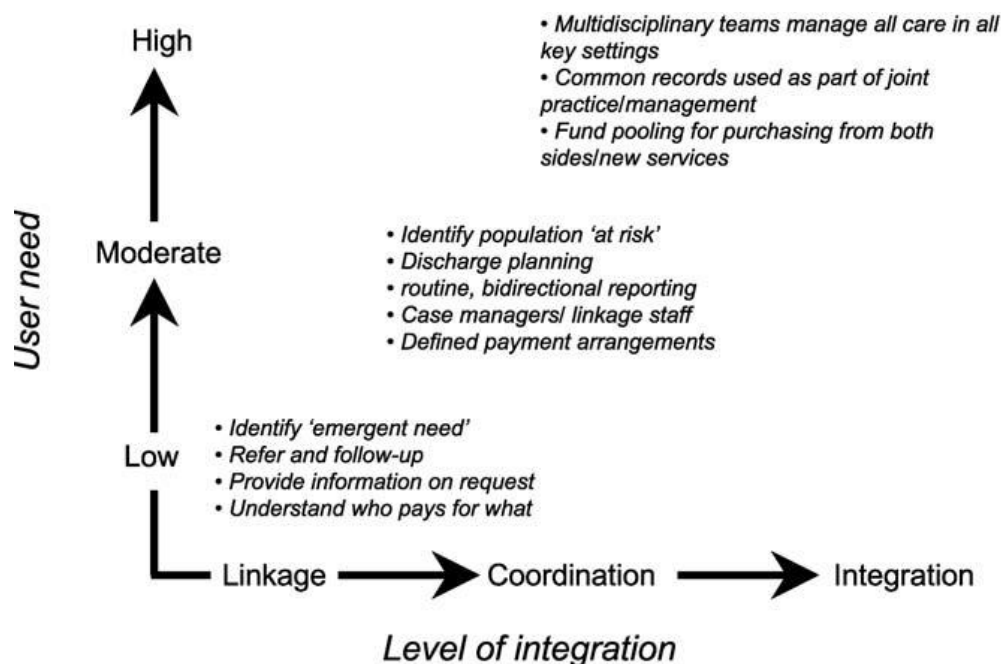 High
• Multidisciplinary teams manage all care in all
key settings
• Common records used as part of joint
practice/management
• Fund pooling for purchasing from both
sides/new services
User need
Moderate
• Identify population ‘at risk’
• Discharge planning
• routine, bidirectional reporting
• Case managers/ linkage staff
• Defined payment arrangements
Low
• Identify ‘emergent need’
• Refer and follow-up
• Provide information on request
• Understand who pays for what
Linkage
Coordination
Integration
Level of integration